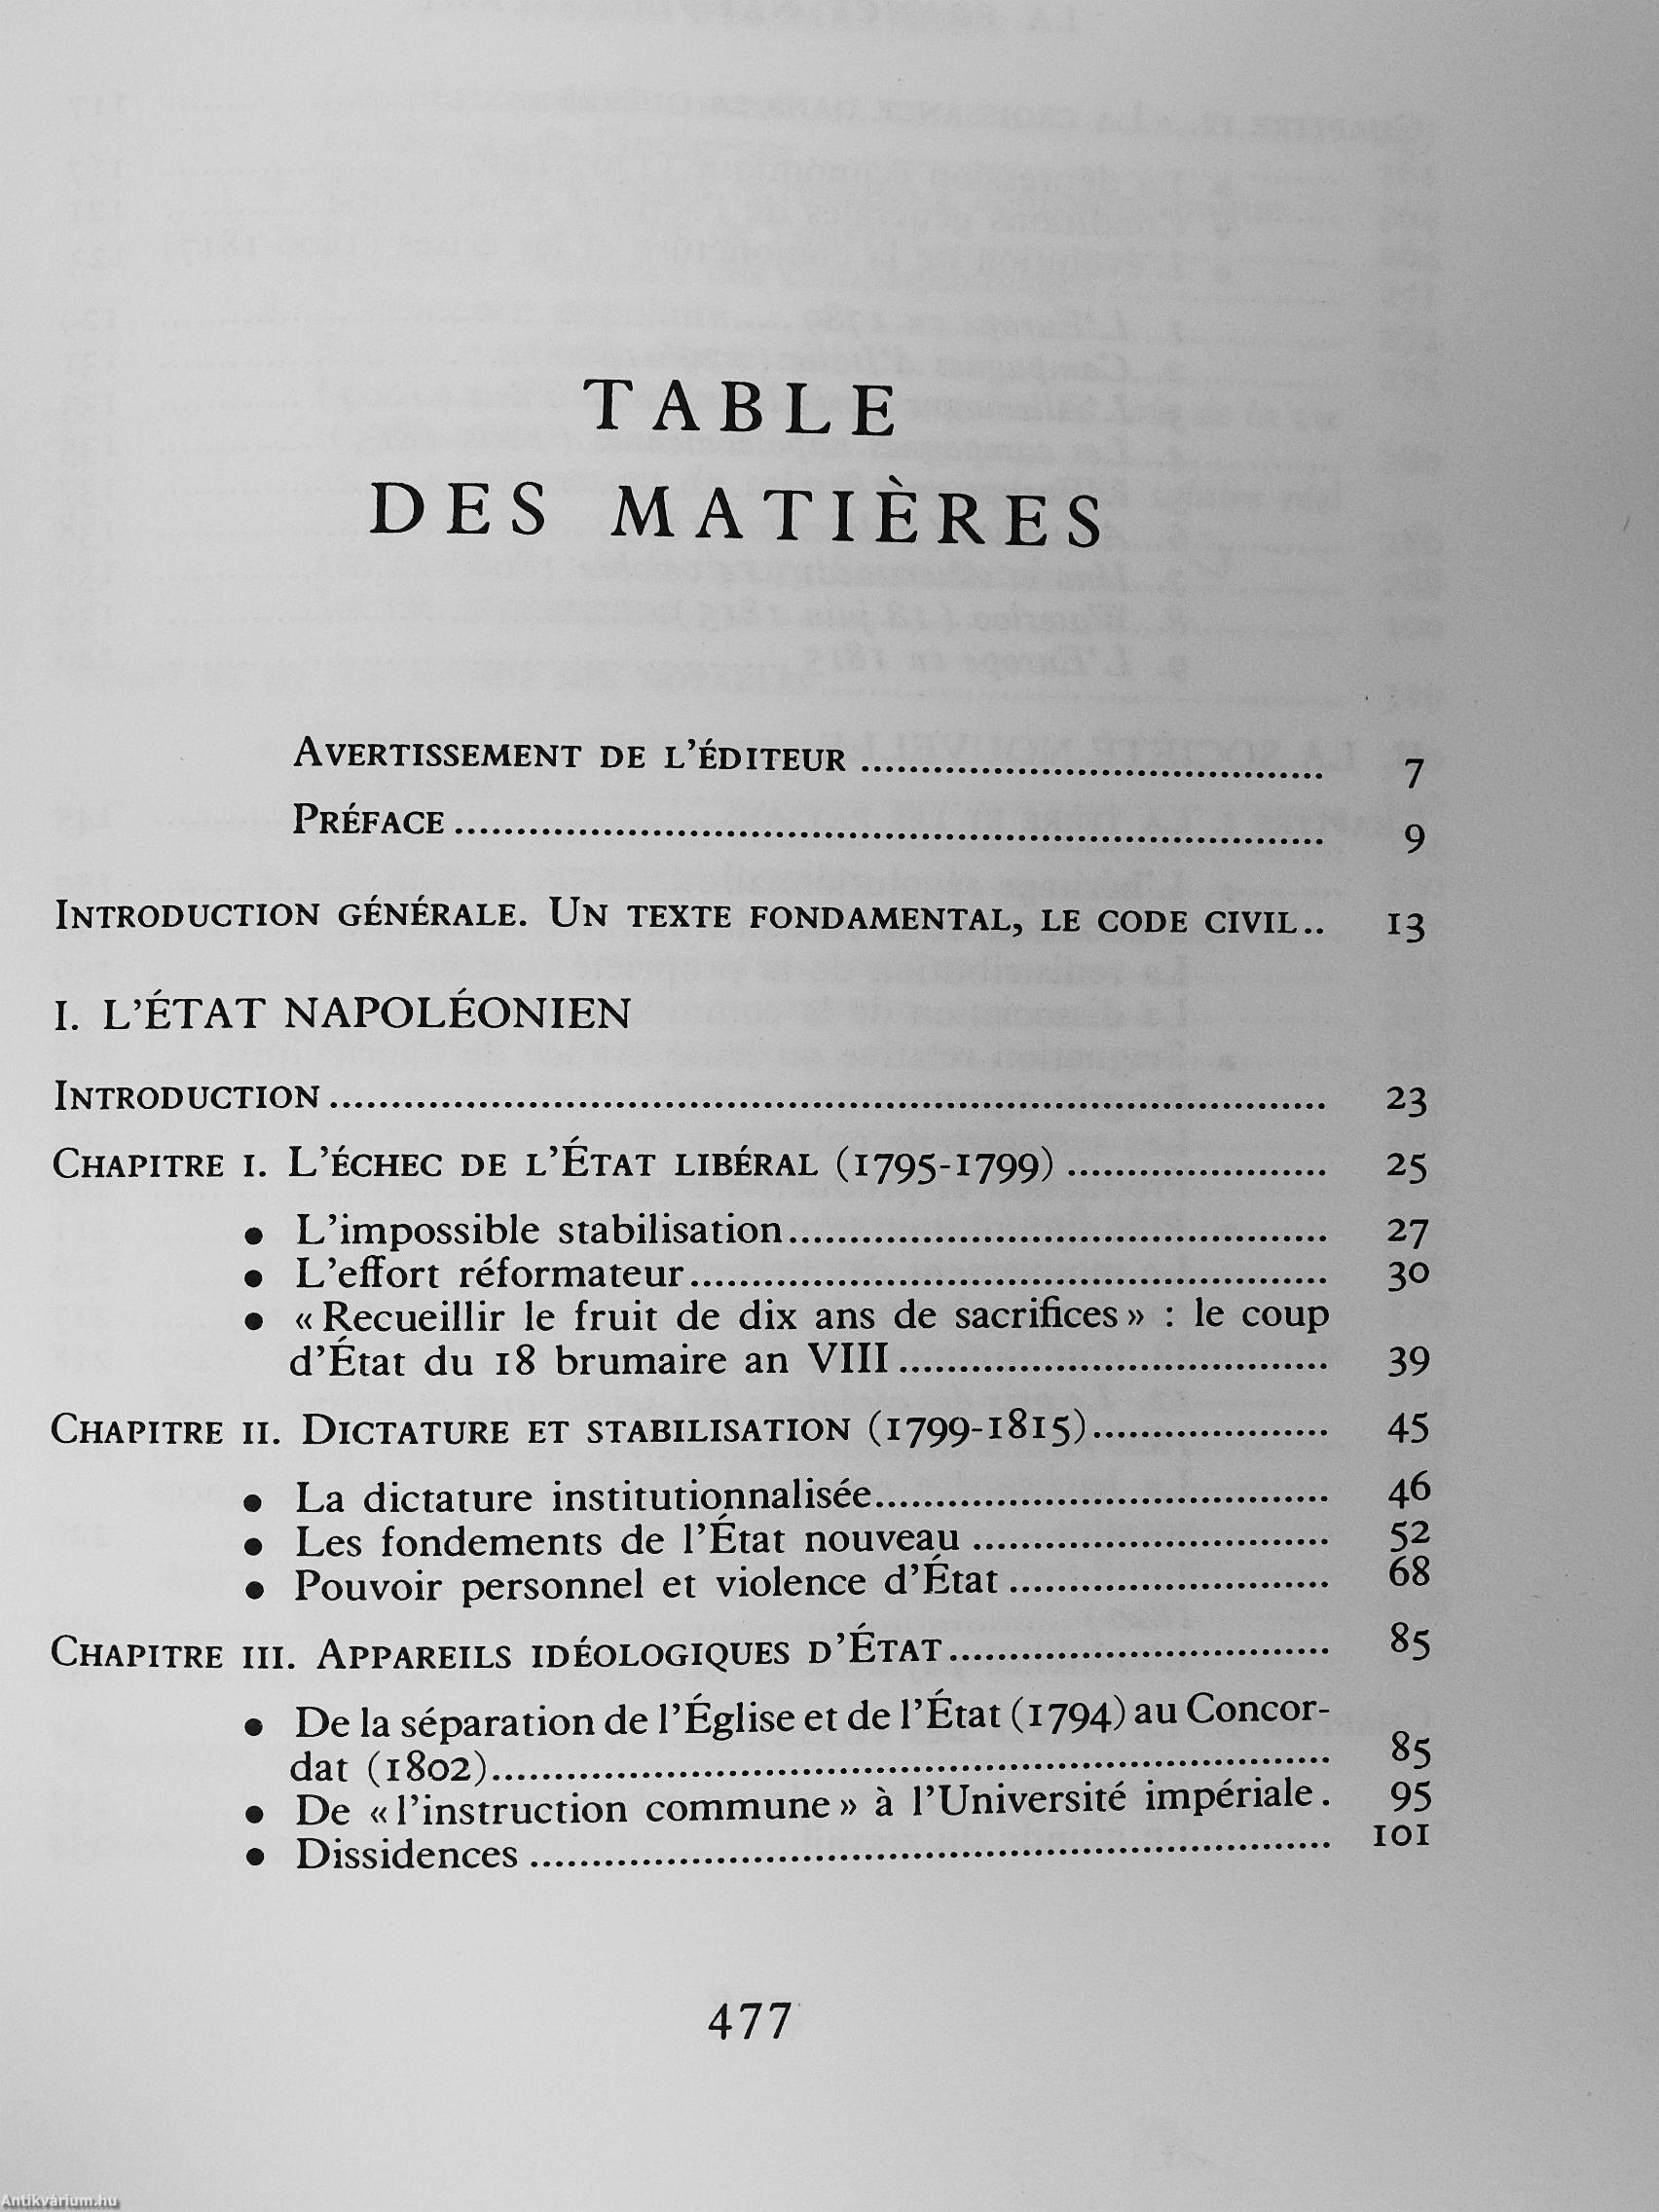 TABLE
DES MATIÈRES
AVERTISSEMENT DE L’ÉDITEUR ........................................ 7
PRÉFACE ........................................................................ 9
INTRODUCTION GÉNÉRALE. UN TEXTE FONDAMENTAL, LE CODE CIVIL.. 13
I. L’ÉTAT NAPOLÉONIEN
INTRODUCTION ................................................................................ 23
CHAPITRE I. L’ÉCHEC DE L’ÉTAT LIBÉRAL (1795-1799) ...................... 25
• L’impossible stabilisation ............................................. 27
• L’effort réformateur ...................................................... 30
• « Recueillir le fruit de dix ans de sacrifices » : le coup
d’État du 18 brumaire an VIII .................................... 39
CHAPITRE II. DICTATURE ET STABILISATION (1799-1815) .................... 45
• La dictature institutionnalisée ...................................... 46
• Les fondements de l’État nouveau .............................. 52
• Pouvoir personnel et violence d’État ........................... 68
CHAPITRE III. APPAREILS IDÉOLOGIQUES D’ÉTAT ................................ 85
• De la séparation de l’Église et de l’État (1794) au Concor-
dat (1802) ...................................................................... 85
• De « l’instruction commune » à l’Université impériale . 95
• Dissidences .................................................................... 101
477
Antikvárium.hu